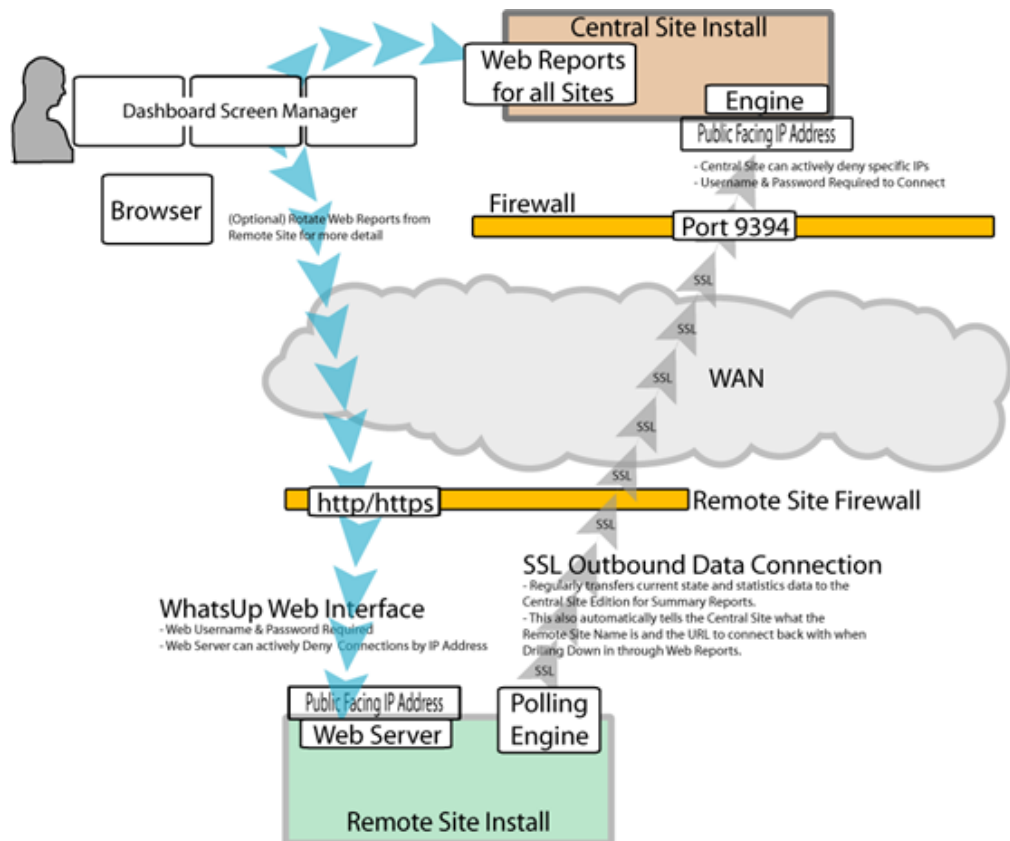 Central Site Install
Web Reports
for all Sites
Engine
Public Facing IP Address
- Central Site can actively deny specific IPs
- Username & Password Required to Connect
Dashboard Screen Manager
Browser
(Optional) Rotate Web Reports from
Remote Site for more detail
Firewall
Port 9394
SSL
SSL
SSL
SSL
WAN
SSL
http/https
Remote Site Firewall
SSL
SSL Outbound Data Connection
- Regularly transfers current state and statistics data to the
Central Site Edition for Summary Reports.
- This also automatically tells the Central Site what the
Remote Site Name is and the URL to connect back with when
Drilling Down in through Web Reports.
WhatsUp Web Interface
- Web Username & Password Required
- Web Server can actively Deny Connections by IP Address
SSL
Public Facing IP Address
Web Server
Polling
Engine
Remote Site Install